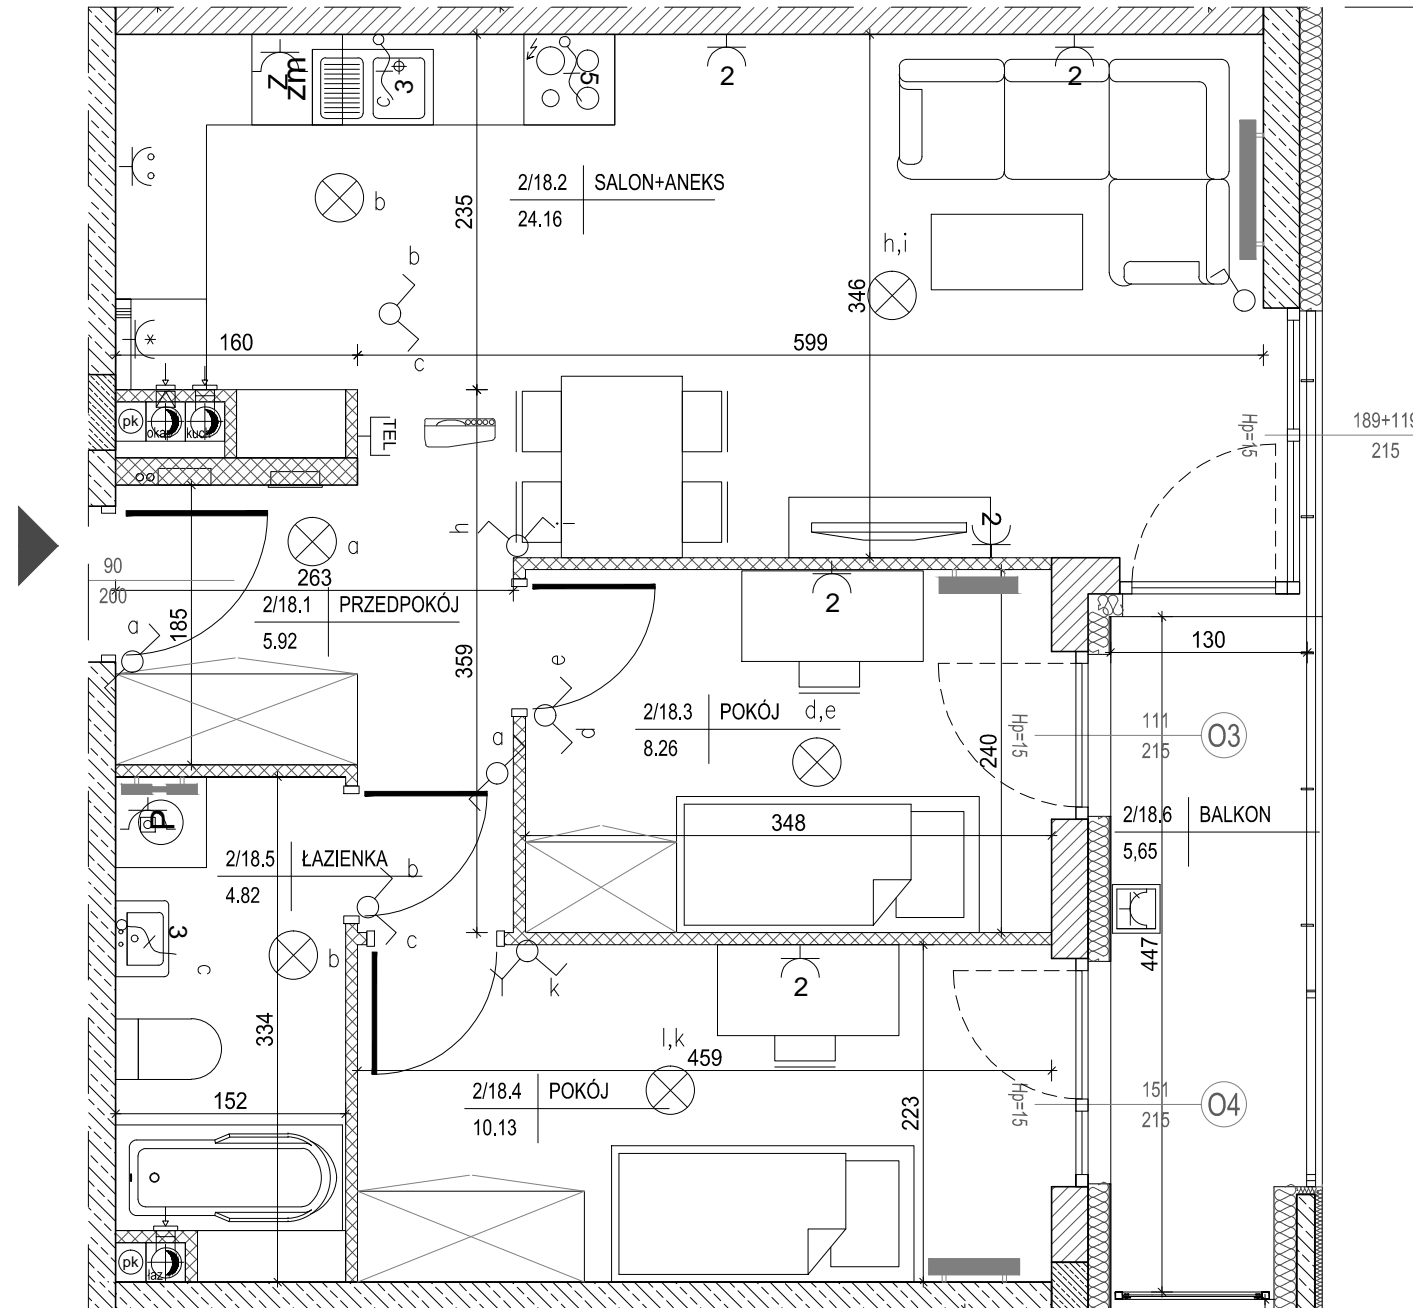 Z
zm
3
c
5
2
2
2/18.2 SALON+ANEKS
24.16
b
235
b
h,i
346
c
160
599
*
pk
okap
kuch
TEL
Hp=15
189+119
215
h
i
2
a
90
200
263
2/18.1 PRZEDPOKÓJ
5.92
a
185
359
2
e
d
2/18.3 POKÓJ
8.26
d,e
240
Hp=15
130
111
215
O3
a
P
348
2/18.6 BALKON
5,65
2/18.5 ŁAZIENKA
4.82
b
c
3
c
b
334
l
k
2
447
l,k
459
2/18.4 POKÓJ
10.13
223
Hp=15
151
215
O4
152
pk
łaz